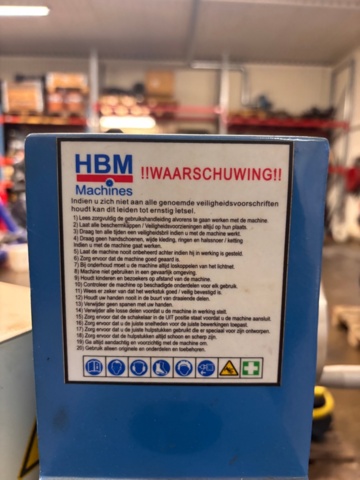 HBM
Machines
!!WAARSCHUWING!!
Indien u zich niet aan alle genoemde veiligheidsvoorschriften
houdt kan dit leiden tot ernstig letsel.
1) Lees zorgvuldig de gebruikshandleiding alvorens te gaan werken met de machine.
2) Laat alle beschermkappen / Veiligheidsvoorzieningen altijd op hun plaats.
3) Draag ten alle tijden een veiligheidsbril indien u met de machine werkt.
4) Draag geen handschoenen, wijde kleding, ringen en halssnoer / ketting
Indien u met de machine gaat werken.
5) Laat de machine nooit onbeheerd achter indien hij in werking is gesteld.
6) Zorg ervoor dat de machine goed geaard is.
7) Bij onderhoud moet u de machine altijd loskoppelen van het lichtnet.
8) Machine niet gebruiken in een gevaarlijk omgeving.
9) Houdt kinderen en bezoekers op afstand van de machine.
10) Controleer de machine op beschadigde onderdelen voor elk gebruik.
11) Wees er zeker van dat het werkstuk goed / veilig bevestigd is.
12) Houdt uw handen nooit in de buurt van draaiende delen.
13) Verwijder geen spanen met uw handen.
14) Verwijder alle losse delen voordat u de machine in werking stelt.
15) Zorg ervoor dat de schakelaar in de UIT positie staat voordat u de machine aansluit.
16) Zorg ervoor dat u de juiste snelheden voor de juiste bewerkingen toepast.
17) Zorg ervoor dat u de juiste hulpstukken gebruikt die er speciaal voor zijn ontworpen.
18) Zorg ervoor dat de hulpstukken altijd schoon en scherp zijn.
19) Ga altijd aandachtig en voorzichtig met de machine om.
20) Gebruik alleen originele en onderdelen en toebehoren.